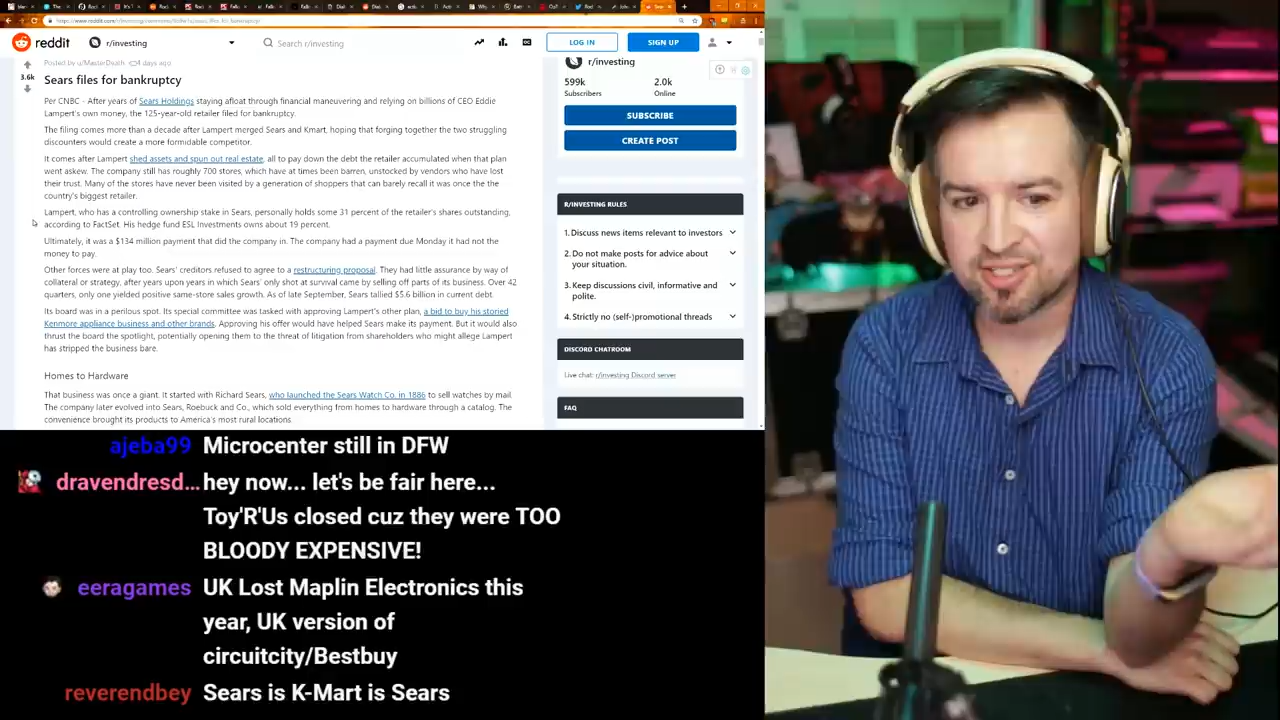 https://www.reddit.com/r/investing/comments/
reddit
r/investing
Search r/investing
LOG IN
SIGN UP
Posted by u/MasterDeath 4 days ago
3.6k
Sears files for bankruptcy
Per CNBC - After years of Sears Holdings staying afloat through financial maneuvering and relying on billions of CEO Eddie
Lampert's own money, the 125-year-old retailer filed for bankruptcy.
The filing comes more than a decade after Lampert merged Sears and Kmart, hoping that forging together the two struggling
discounters would create a more formidable competitor.
It comes after Lampert shed assets and spun out real estate, all to pay down the debt the retailer accumulated when that plan
went askew. The company still has roughly 700 stores, which have at times been barren, unstocked by vendors who have lost
their trust. Many of the stores have never been visited by a generation of shoppers that can barely recall it was once the
country's biggest retailer.
Lampert, who has a controlling ownership stake in Sears, personally holds some 31 percent of the retailer's shares outstanding,
according to FactSet. His hedge fund ESL Investments owns about 19 percent.
Ultimately, it was a $134 million payment that did the company in. The company had a payment due Monday it had not the
money to pay.
Other forces were at play too. Sears' creditors refused to agree to a restructuring proposal. They had little assurance by way of
collateral or strategy, after years upon years in which Sears' only shot at survival came by selling off parts of its business. Over 42
quarters, only one yielded positive same-store sales growth. As of late September, Sears tallied $5.6 billion in current debt.
Its board was in a perilous spot. Its special committee was tasked with approving Lampert's other plan, a bid to buy his storied
Kenmore appliance business and other brands. Approving his offer would have helped Sears make its payment. But it would also
thrust the board the spotlight, potentially opening them to the threat of litigation from shareholders who might allege Lampert
has stripped the business bare.
Homes to Hardware
That business was once a giant. It started with Richard Sears, who launched the Sears Watch Co. in 1886 to sell watches by mail.
The company later evolved into Sears, Roebuck and Co., which sold everything from homes to hardware through a catalog. The
convenience brought its products to America's most rural locations.
r/investing
599k
2.0k
Subscribers
Online
SUBSCRIBE
CREATE POST
R/INVESTING RULES
1. Discuss news items relevant to investors
2. Do not make posts for advice about
your situation.
3. Keep discussions civil, informative and
polite.
4. Strictly no (self-)promotional threads
DISCORD CHATROOM
Live chat: r/investing Discord server
FAQ
ajeba99 Microcenter still in DFW
dravendresd... hey now... let's be fair here...
Toy'R'Us closed cuz they were TOO
BLOODY EXPENSIVE!
eeragames UK Lost Maplin Electronics this
year, UK version of
circuitcity/Bestbuy
reverendbey Sears is K-Mart is Sears